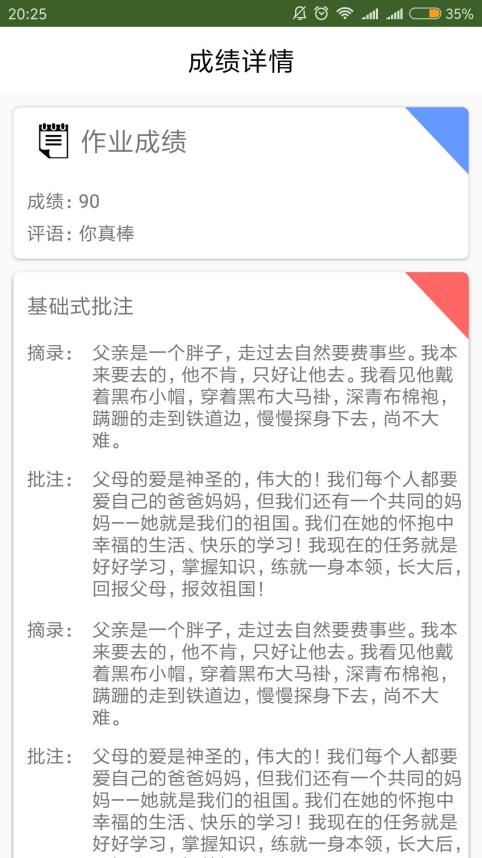 20:25
35%
成绩详情
作业成绩
成绩：90
评语：你真棒
基础式批注
摘录： 父亲是一个胖子，走过去自然要费事些。我本
来要去的，他不肯，只好让他去。我看见他戴
着黑布小帽，穿着黑布大马褂，深青布棉袍，
蹒跚的走到铁道边，慢慢探身下去，尚不大
难。
批注： 父母的爱是神圣的，伟大的！我们每个人都要
爱自己的爸爸妈妈，但我们还有一个共同的妈
妈——她就是我们的祖国。我们在她的怀抱中
幸福的生活、快乐的学习！我现在的任务就是
好好学习，掌握知识，练就一身本领，长大后，
回报父母，报效祖国！
摘录： 父亲是一个胖子，走过去自然要费事些。我本
来要去的，他不肯，只好让他去。我看见他戴
着黑布小帽，穿着黑布大马褂，深青布棉袍，
蹒跚的走到铁道边，慢慢探身下去，尚不大
难。
批注： 父母的爱是神圣的，伟大的！我们每个人都要
爱自己的爸爸妈妈，但我们还有一个共同的妈
妈——她就是我们的祖国。我们在她的怀抱中
幸福的生活、快乐的学习！我现在的任务就是
好好学习，掌握知识，练就一身本领，长大后，